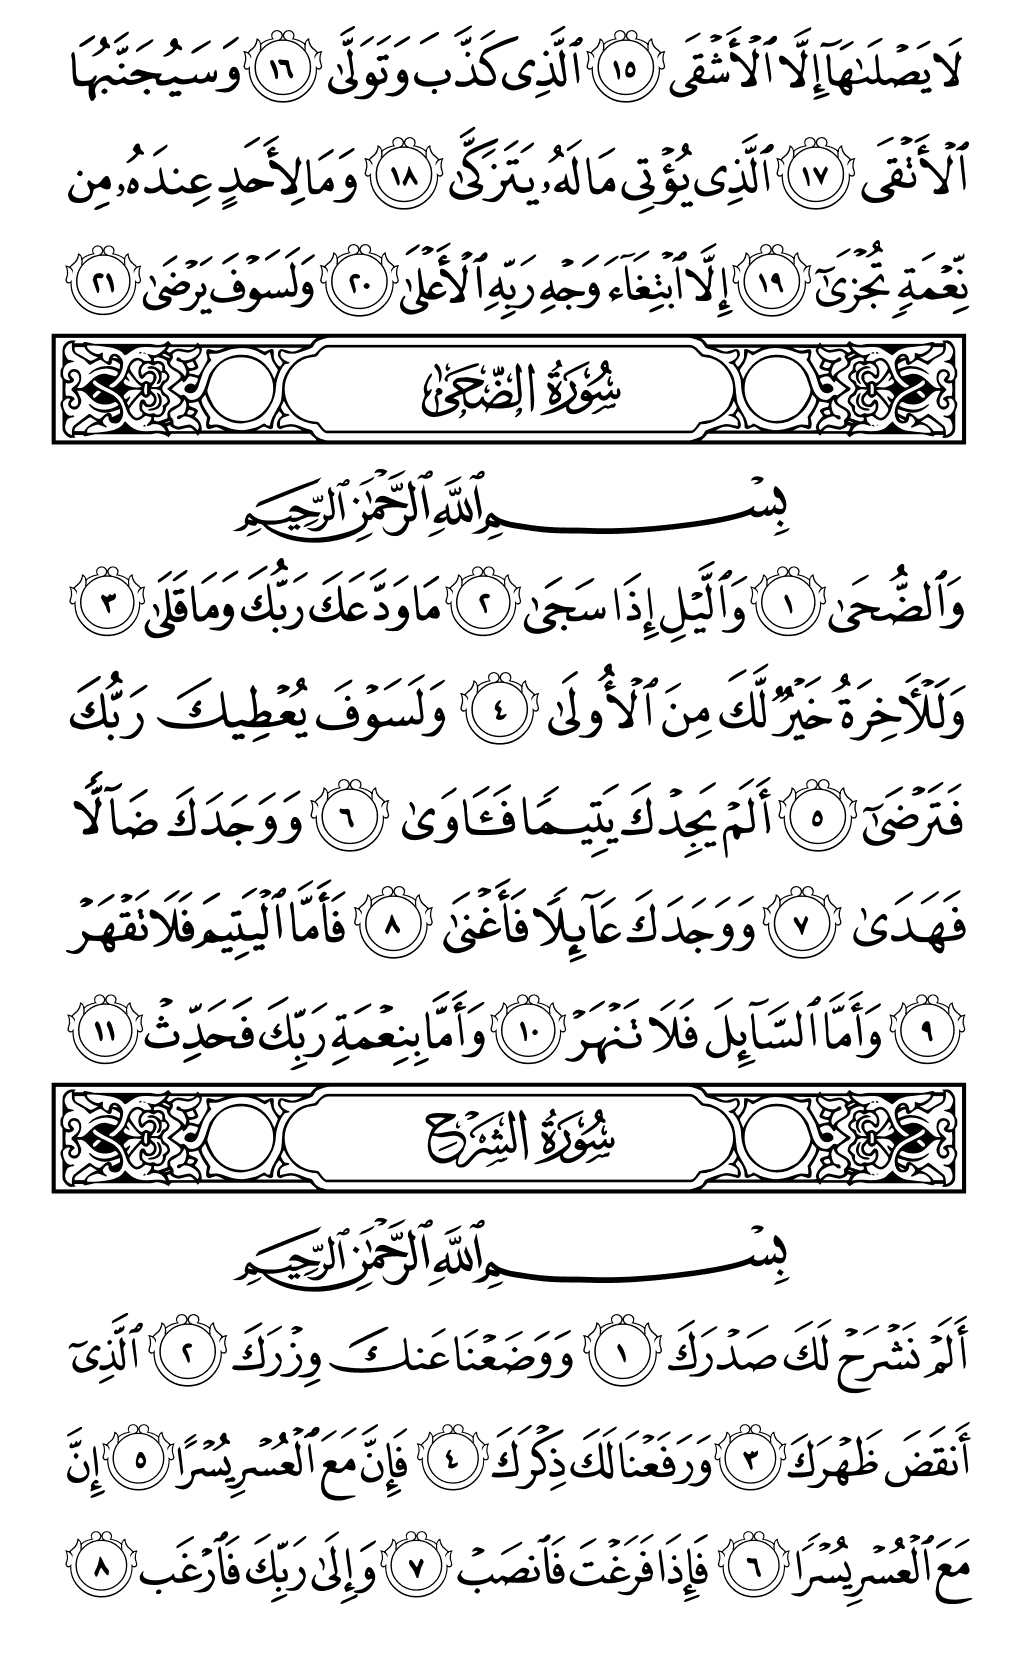 لَا يَصْلَىٰهَآ إِلَّا ٱلْأَشْقَى ١٥ ٱلَّذِى كَذَّبَ وَتَوَلَّىٰ ١٦ وَسَيُجَنَّبُهَا
ٱلْأَتْقَى ١٧ ٱلَّذِى يُؤْتِى مَالَهُۥ يَتَزَكَّىٰ ١٨ وَمَا لِأَحَدٍ عِندَهُۥ مِن
نِّعْمَةٍ تُجْزَىٰٓ ١٩ إِلَّا ٱبْتِغَآءَ وَجْهِ رَبِّهِ ٱلْأَعْلَىٰ ٢٠ وَلَسَوْفَ يَرْضَىٰ ٢١
سُورَةُ الضُّحَىٰ
بِسْمِ ٱللَّهِ ٱلرَّحْمَٰنِ ٱلرَّحِيمِ
وَٱلضُّحَىٰ ١ وَٱلَّيْلِ إِذَا سَجَىٰ ٢ مَا وَدَّعَكَ رَبُّكَ وَمَا قَلَىٰ ٣
وَلَلْأَخِرَةُ خَيْرٌ لَّكَ مِنَ ٱلْأُولَىٰ ٤ وَلَسَوْفَ يُعْطِيكَ رَبُّكَ
فَتَرْضَىٰٓ ٥ أَلَمْ يَجِدْكَ يَتِيمًا فَـَٔاوَىٰ ٦ وَوَجَدَكَ ضَآلًّا
فَهَدَىٰ ٧ وَوَجَدَكَ عَآئِلًا فَأَغْنَىٰ ٨ فَأَمَّا ٱلْيَتِيمَ فَلَا تَقْهَرْ
٩ وَأَمَّا ٱلسَّآئِلَ فَلَا تَنْهَرْ ١٠ وَأَمَّا بِنِعْمَةِ رَبِّكَ فَحَدِّثْ ١١
سُورَةُ الشَّرْحِ
بِسْمِ ٱللَّهِ ٱلرَّحْمَٰنِ ٱلرَّحِيمِ
أَلَمْ نَشْرَحْ لَكَ صَدْرَكَ ١ وَوَضَعْنَا عَنكَ وِزْرَكَ ٢ ٱلَّذِىٓ
أَنقَضَ ظَهْرَكَ ٣ وَرَفَعْنَا لَكَ ذِكْرَكَ ٤ فَإِنَّ مَعَ ٱلْعُسْرِ يُسْرًا ٥ إِنَّ
مَعَ ٱلْعُسْرِ يُسْرًا ٦ فَإِذَا فَرَغْتَ فَٱنصَبْ ٧ وَإِلَىٰ رَبِّكَ فَٱرْغَب ٨